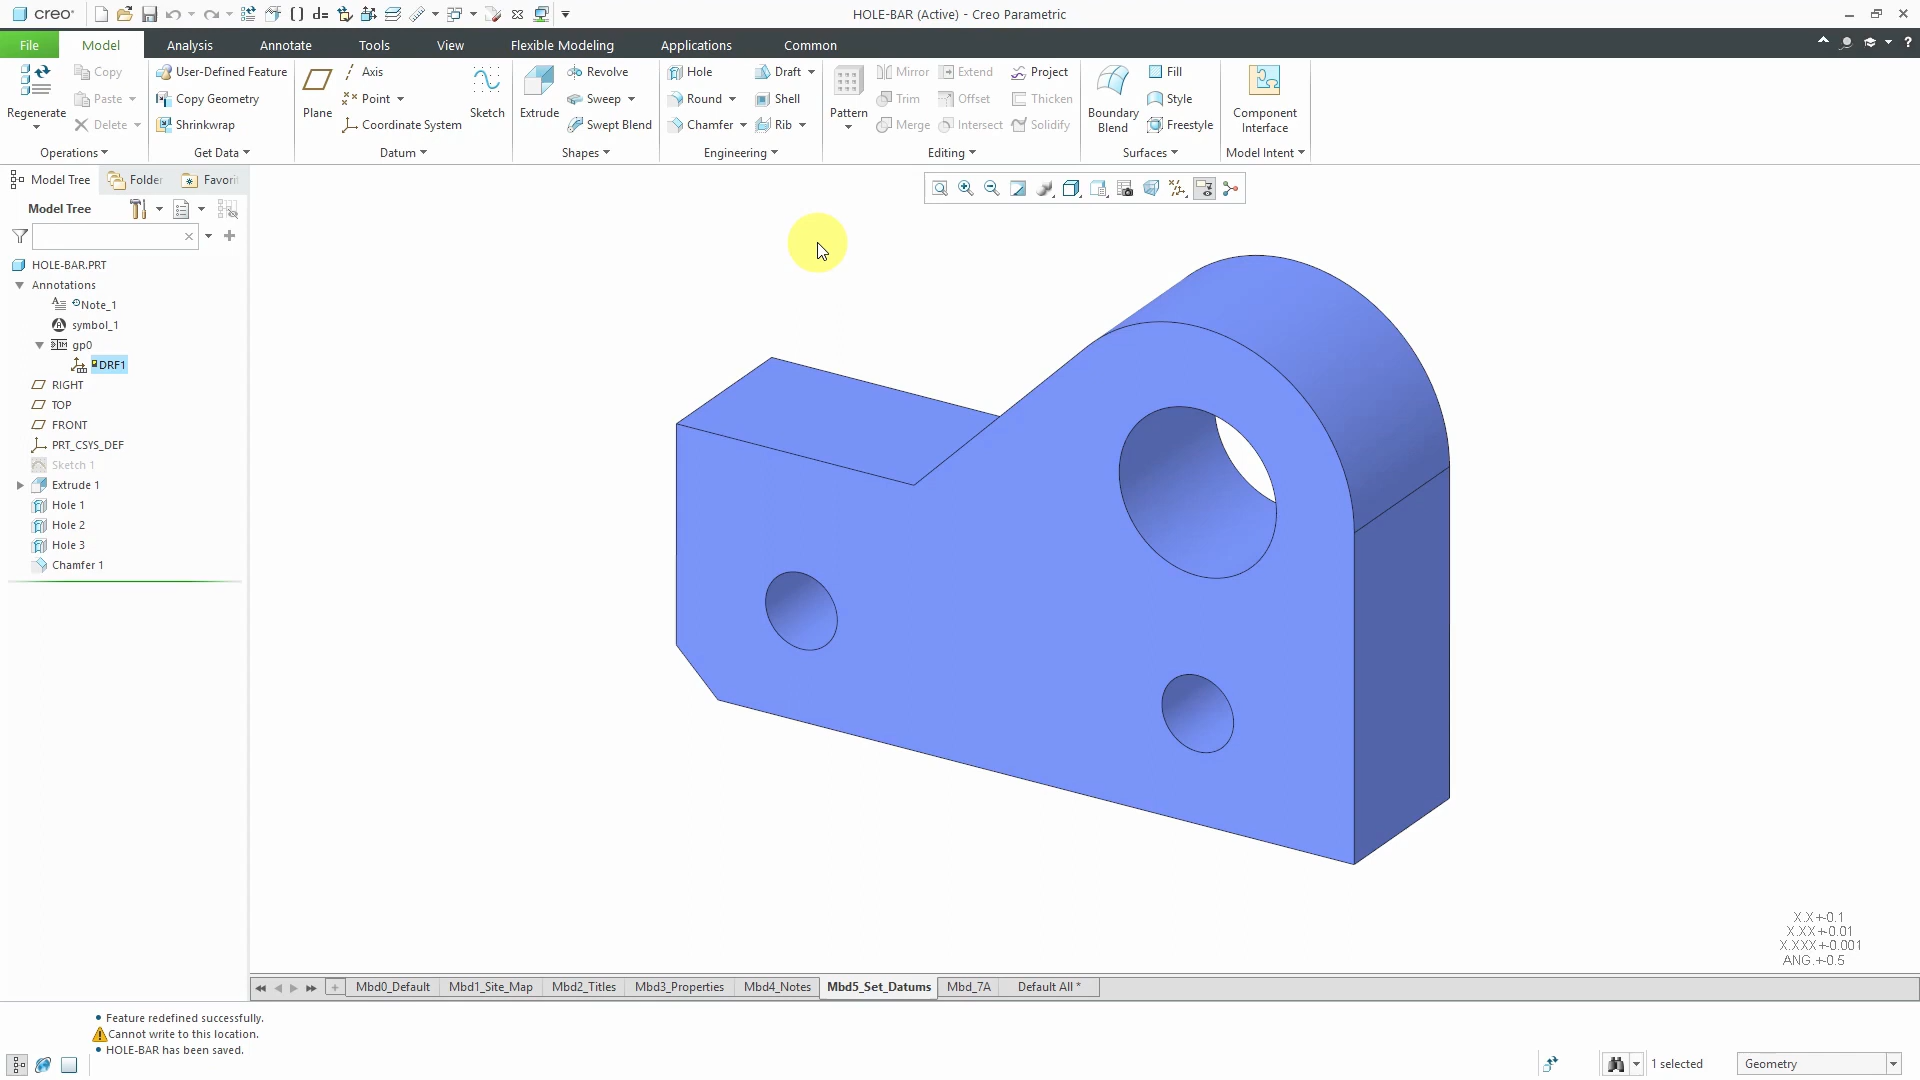 creo
HOLE-BAR (Active) - Creo Parametric
File Model Analysis Annotate Tools View Flexible Modeling Applications Common
Regenerate
Copy
Paste
Delete
Operations
User-Defined Feature
Copy Geometry
Shrinkwrap
Get Data
Plane
Axis
Point
Coordinate System
Sketch
Datum
Extrude
Revolve
Sweep
Swept Blend
Shapes
Hole
Round
Chamfer
Draft
Shell
Rib
Engineering
Pattern
Mirror
Trim
Merge
Extend
Offset
Intersect
Project
Thicken
Solidify
Editing
Boundary
Blend
Fill
Style
Freestyle
Surfaces
Component
Interface
Model Intent
Model Tree Folder Favori
Model Tree
HOLE-BAR.PRT
Annotations
Note_1
symbol_1
gp0
DRF1
RIGHT
TOP
FRONT
PRT_CSYS_DEF
Sketch 1
Extrude 1
Hole 1
Hole 2
Hole 3
Chamfer 1
X.X+-0.1
X.XX+-0.01
X.XXX+-0.001
ANG.+-0.5
Mbd0_Default Mbd1_Site_Map Mbd2_Titles Mbd3_Properties Mbd4_Notes Mbd5_Set_Datums Mbd_7A Default All *
• Feature redefined successfully.
Cannot write to this location.
• HOLE-BAR has been saved.
1 selected
Geometry